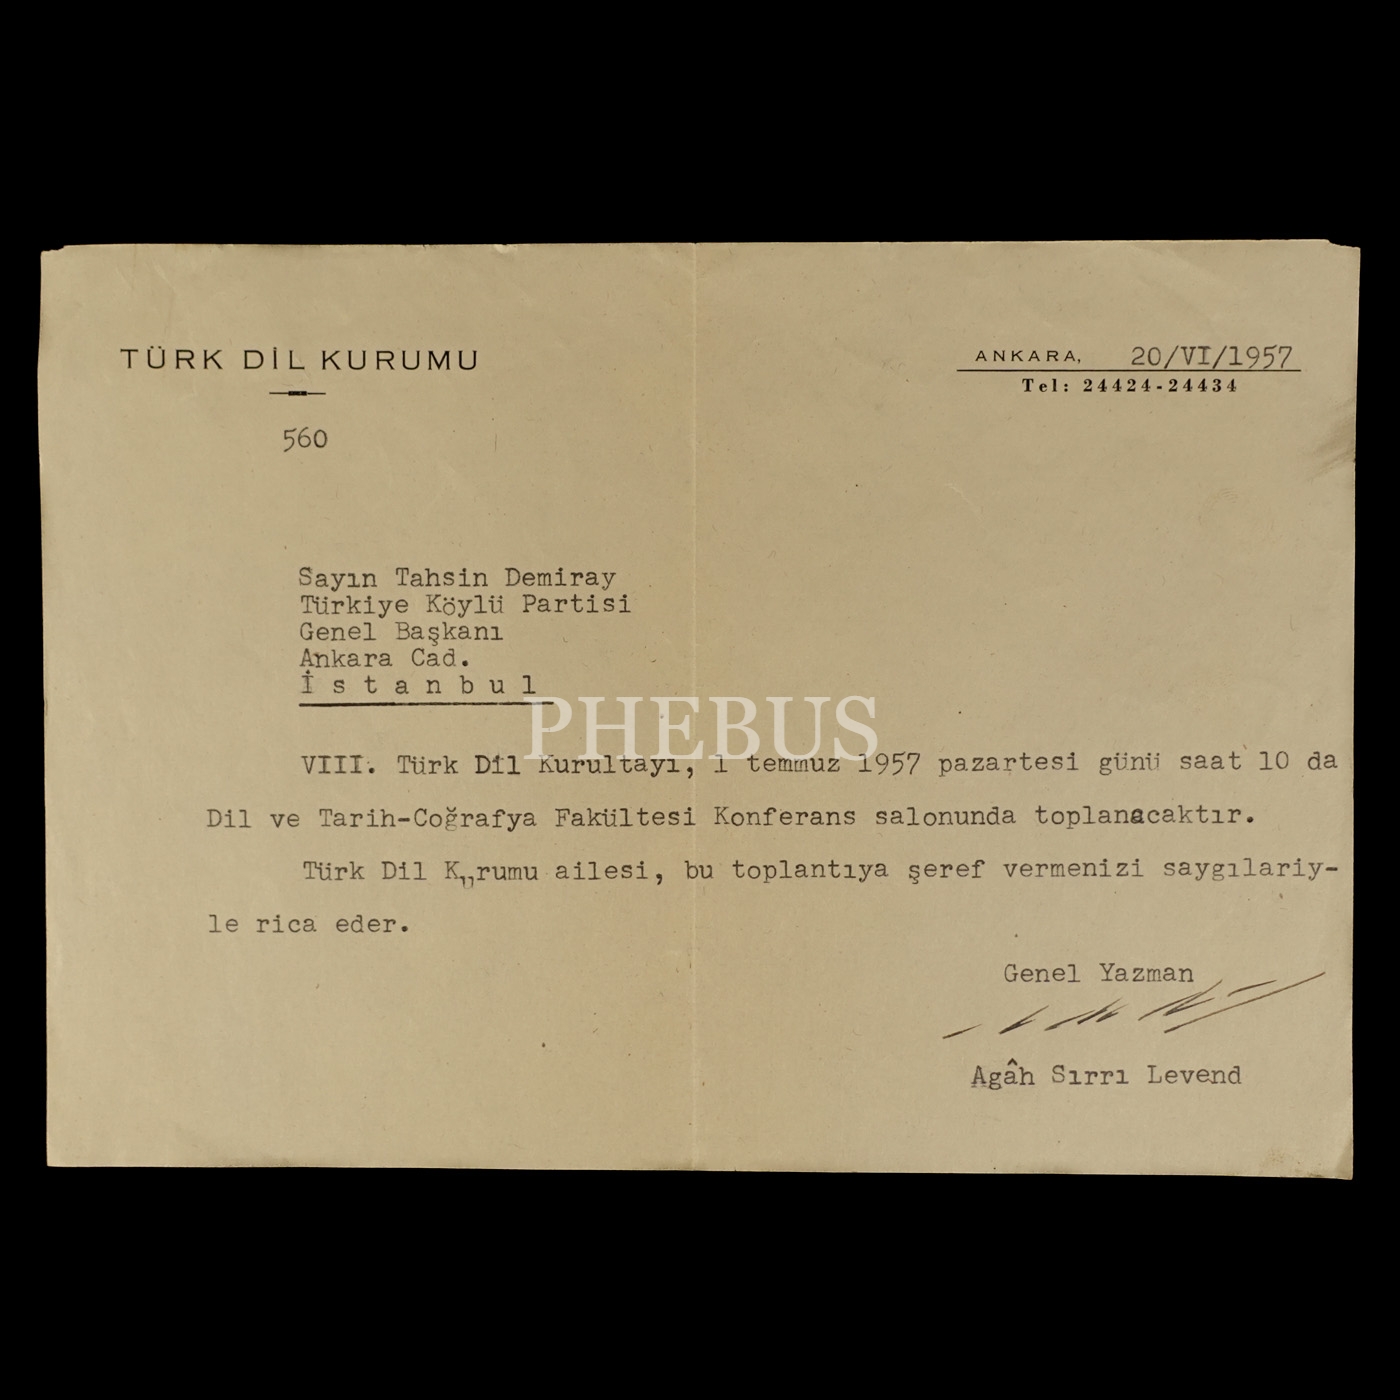 TÜRK DİL KURUMU
ANKARA, 20/VI/1957
Tel: 24424-24434
560
Sayın Tahsin Demiray
Türkiye Köylü Partisi
Genel Başkanı
Ankara Cad.
İ s t a n b u l
PHEBUS
VIII. Türk Dil Kurultayı, 1 temmuz 1957 pazartesi günü saat 10 da
Dil ve Tarih-Coğrafya Fakültesi Konferans salonunda toplanacaktır.
Türk Dil Kurumu ailesi, bu toplantıya şeref vermenizi saygılariy-
le rica eder.
Genel Yazman
Agâh Sırrı Levend